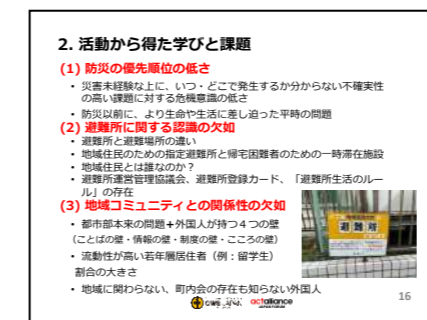 2. 活動から得た学びと課題
(1) 防災の優先順位の低さ
• 災害未経験な上に、いつ・どこで発生するか分からない不確実性
の高い課題に対する危機意識の低さ
• 防災以前に、より生命や生活に差し迫った平時の問題
(2) 避難所に関する認識の欠如
• 避難所と避難場所の違い
• 地域住民のための指定避難所と帰宅困難者のための一時滞在施設
• 地域住民とは誰なのか?
• 避難所運営管理協議会、避難所登録カード、「避難所生活のルー
ル」の存在
(3) 地域コミュニティとの関係性の欠如
• 都市部本来の問題+外国人が持つ4つの壁
(ことばの壁・情報の壁・制度の壁・こころの壁)
• 流動性が高い若年層居住者(例:留学生)
割合の大きさ
• 地域に関わらない、町内会の存在も知らない外国人
避難所
CWS JAPAN
actalliance
16